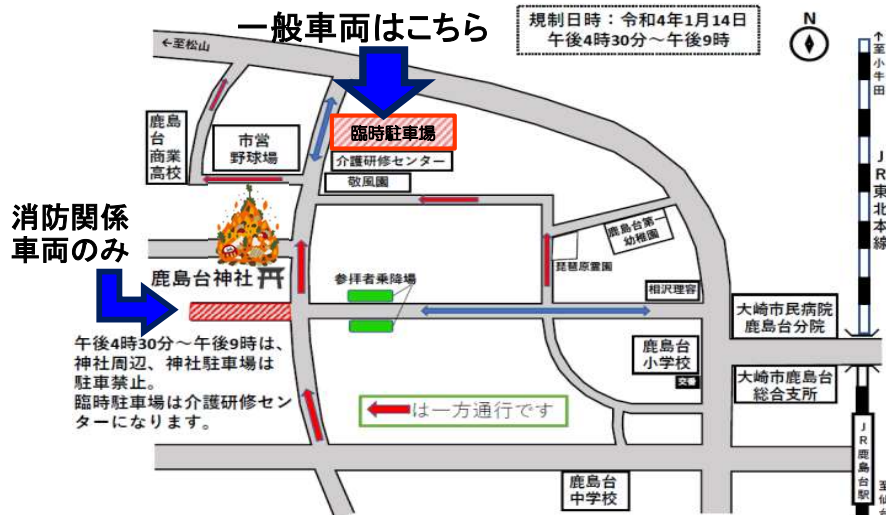 一般車両はこちら
規制日時：令和4年1月14日
午後4時30分～午後9時
N
←至松山
↑至小牛田
JR東北本線
鹿島台商業高校
市営
野球場
臨時駐車場
介護研修センター
敬風園
消防関係
車両のみ
鹿島台神社
参拝者乗降場
鹿島台第一
幼稚園
琵琶原霊園
相沢理容
大崎市民病院
鹿島台分院
鹿島台
小学校
交番
大崎市鹿島台
総合支所
午後4時30分～午後9時は、
神社周辺、神社駐車場は
駐車禁止。
臨時駐車場は介護研修セン
ターになります。
は一方通行です
鹿島台
中学校
JR鹿島台駅
至仙台